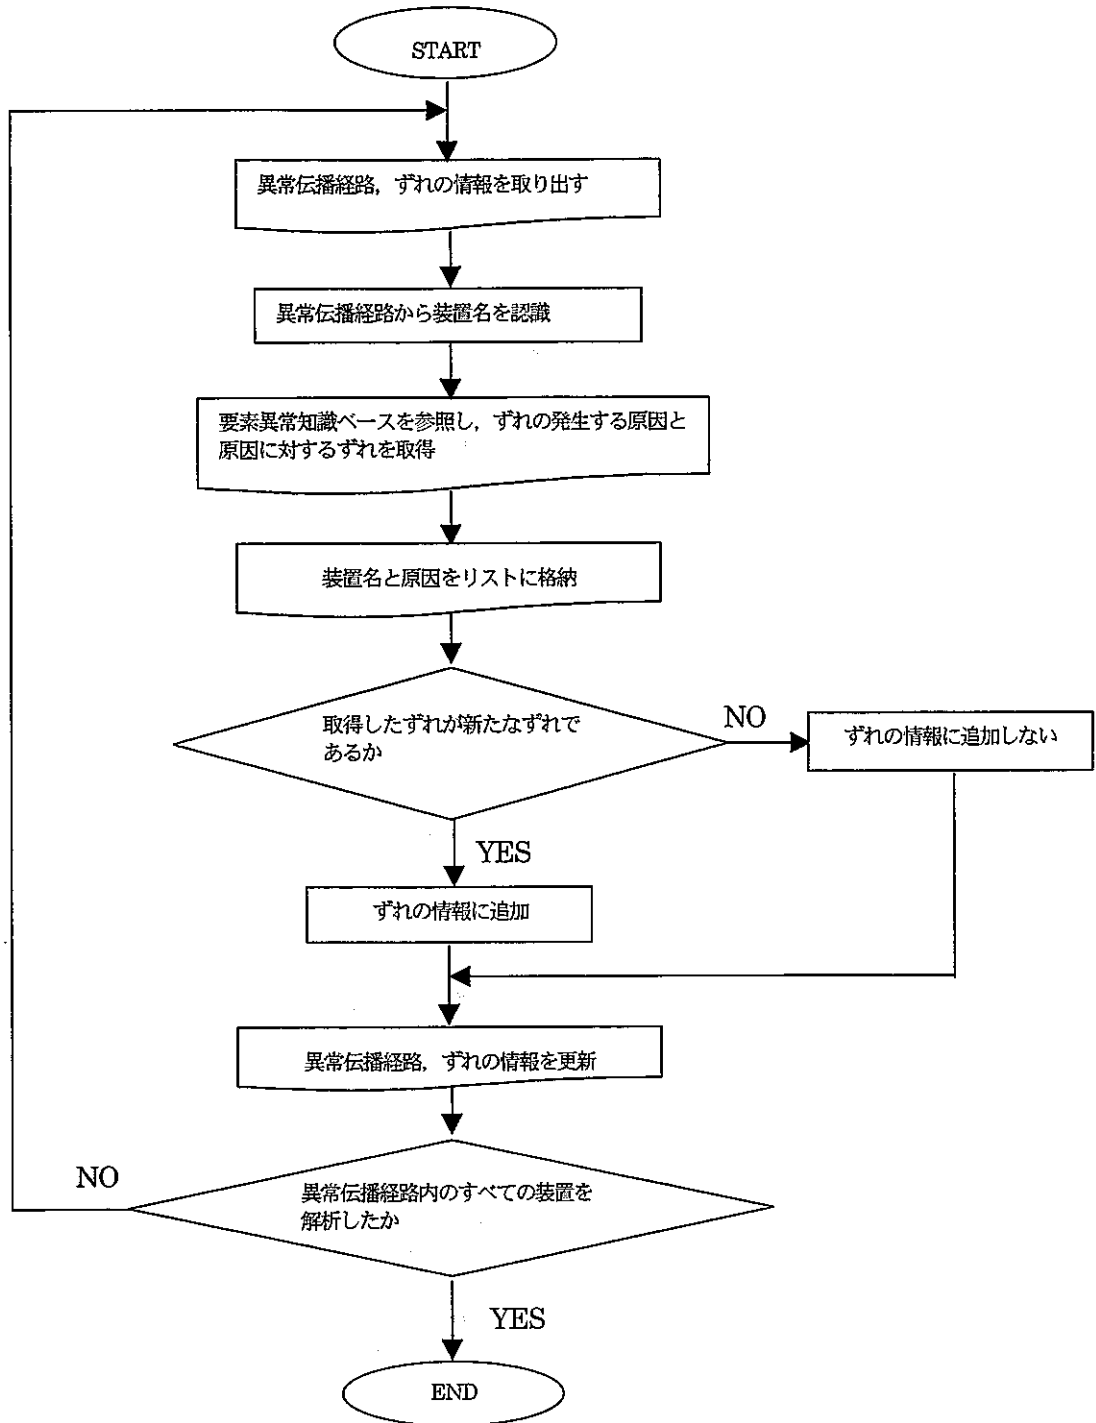 START
異常伝播経路，ずれの情報を取り出す
異常伝播経路から装置名を認識
要素異常知識ベースを参照し，ずれの発生する原因と
原因に対するずれを取得
装置名と原因をリストに格納
取得したずれが新たなずれで
あるか
NO
ずれの情報に追加しない
YES
ずれの情報に追加
異常伝播経路，ずれの情報を更新
NO
異常伝播経路内のすべての装置を
解析したか
YES
END